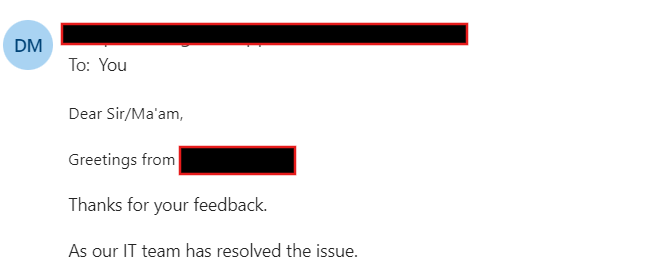 DM
To: You
Dear Sir/Ma'am,
Greetings from
Thanks for your feedback.
As our IT team has resolved the issue.